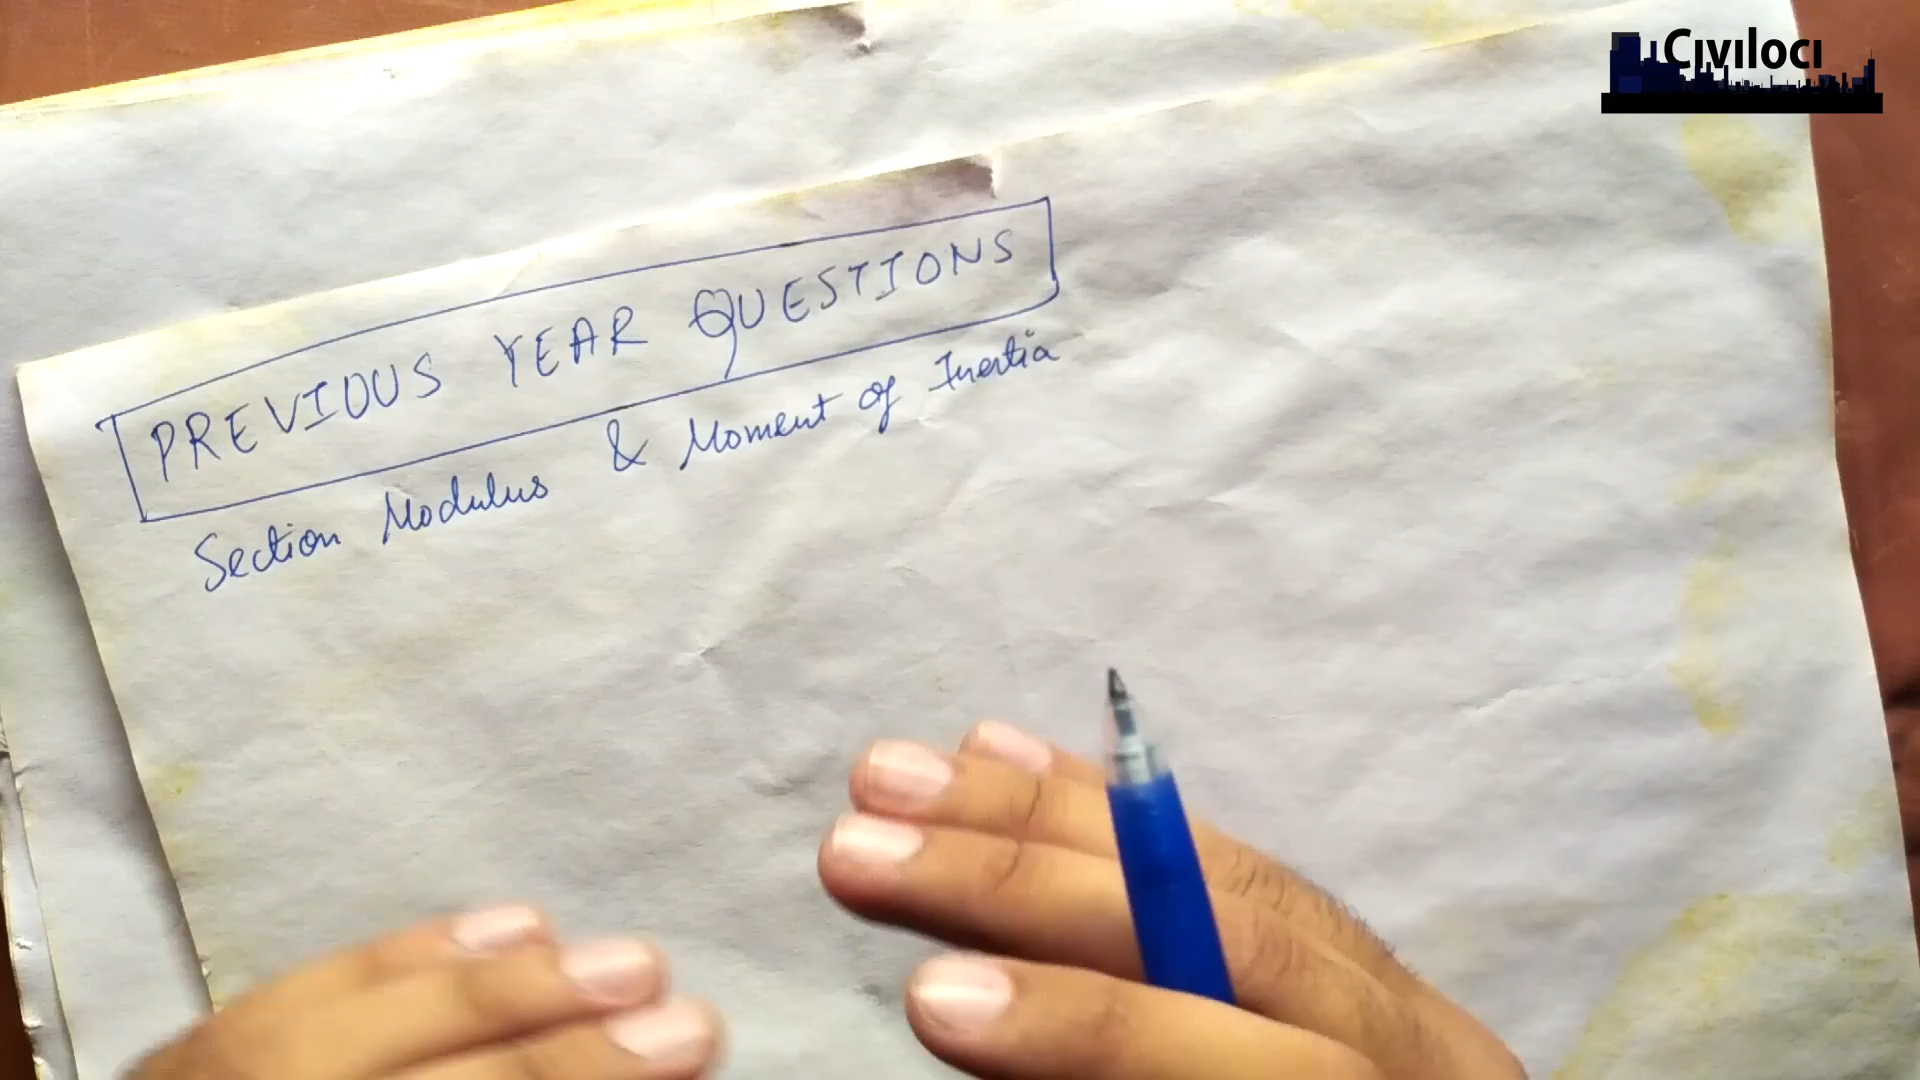 Civiloci
PREVIOUS YEAR QUESTIONS
Section Modulus & Moment of Inertia